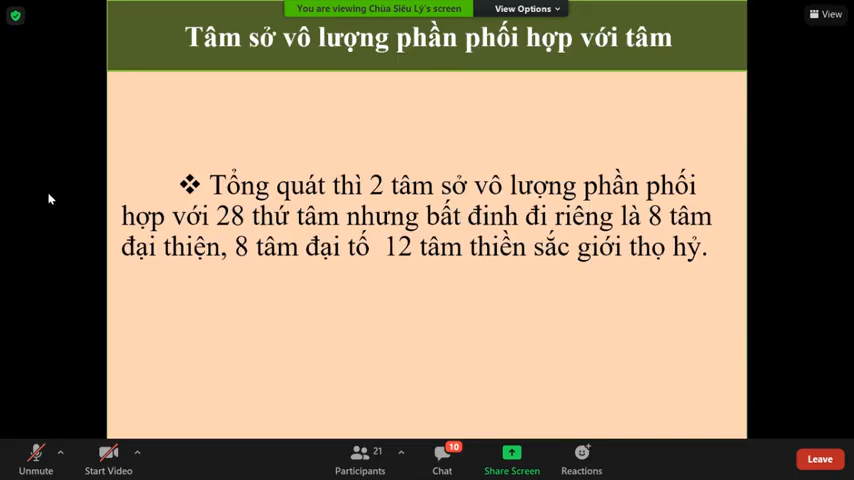 You are viewing Chùa Siêu Lý's screen
View Options
View
Tâm sở vô lượng phần phối hợp với tâm
❖ Tổng quát thì 2 tâm sở vô lượng phần phối
hợp với 28 thứ tâm nhưng bất đinh đi riêng là 8 tâm
đại thiện, 8 tâm đại tố 12 tâm thiền sắc giới thọ hỷ.
21
10
Unmute
Start Video
Participants
Chat
Share Screen
Reactions
Leave